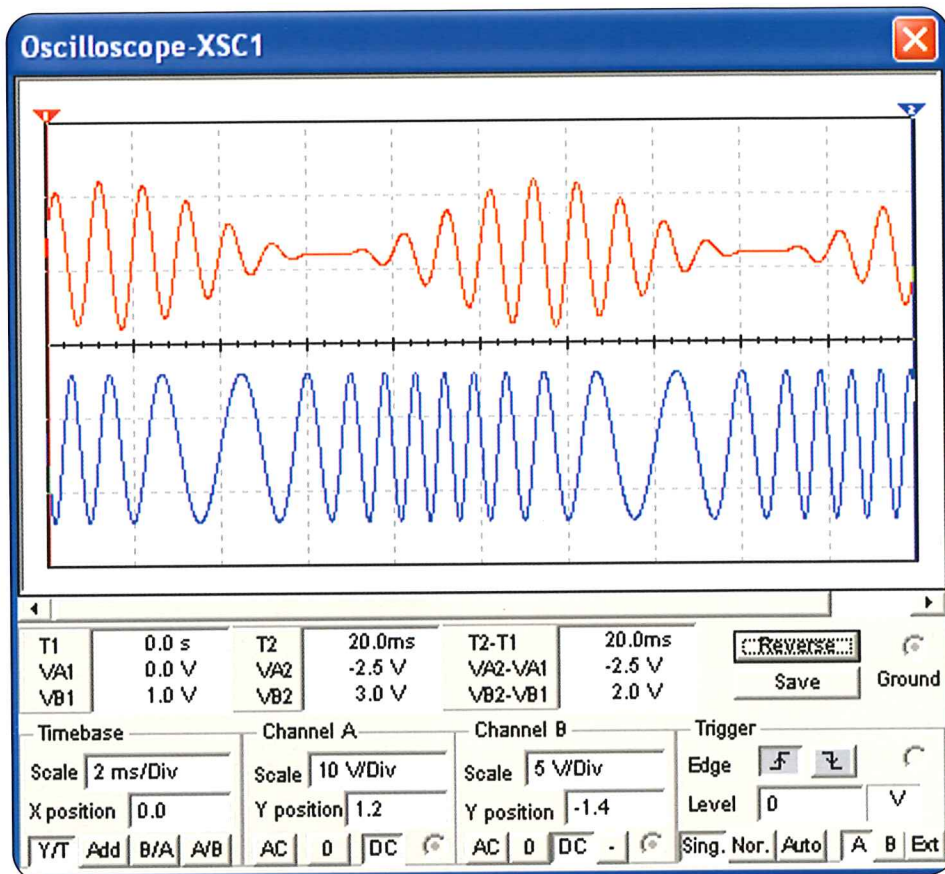 Oscilloscope-XSC1
1 2
T1 0.0 s T2 20.0ms T2-T1 20.0ms Reverse
VA1 0.0 V VA2 -2.5 V VA2-VA1 -2.5 V Ground
VB1 1.0 V VB2 3.0 V VB2-VB1 2.0 V Save
Timebase Channel A Channel B Trigger
Scale 2 ms/Div Scale 10 V/Div Scale 5 V/Div Edge
X position 0.0 Y position 1.2 Y position -1.4 Level 0 V
Y/T Add B/A A/B AC 0 DC AC 0 DC - Sing. Nor. Auto A B Ext